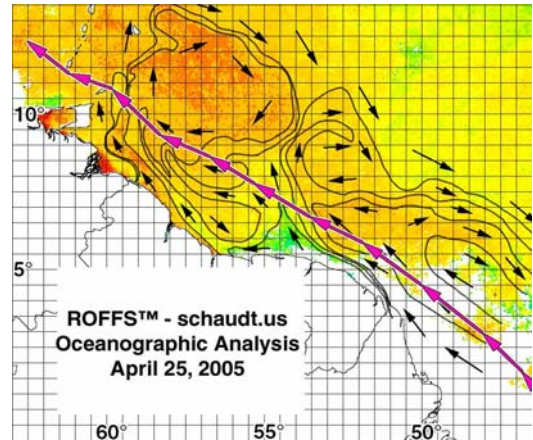 10°
5°
ROFFS™ - schaudt.us
Oceanographic Analysis
April 25, 2005
60° 55° 50°